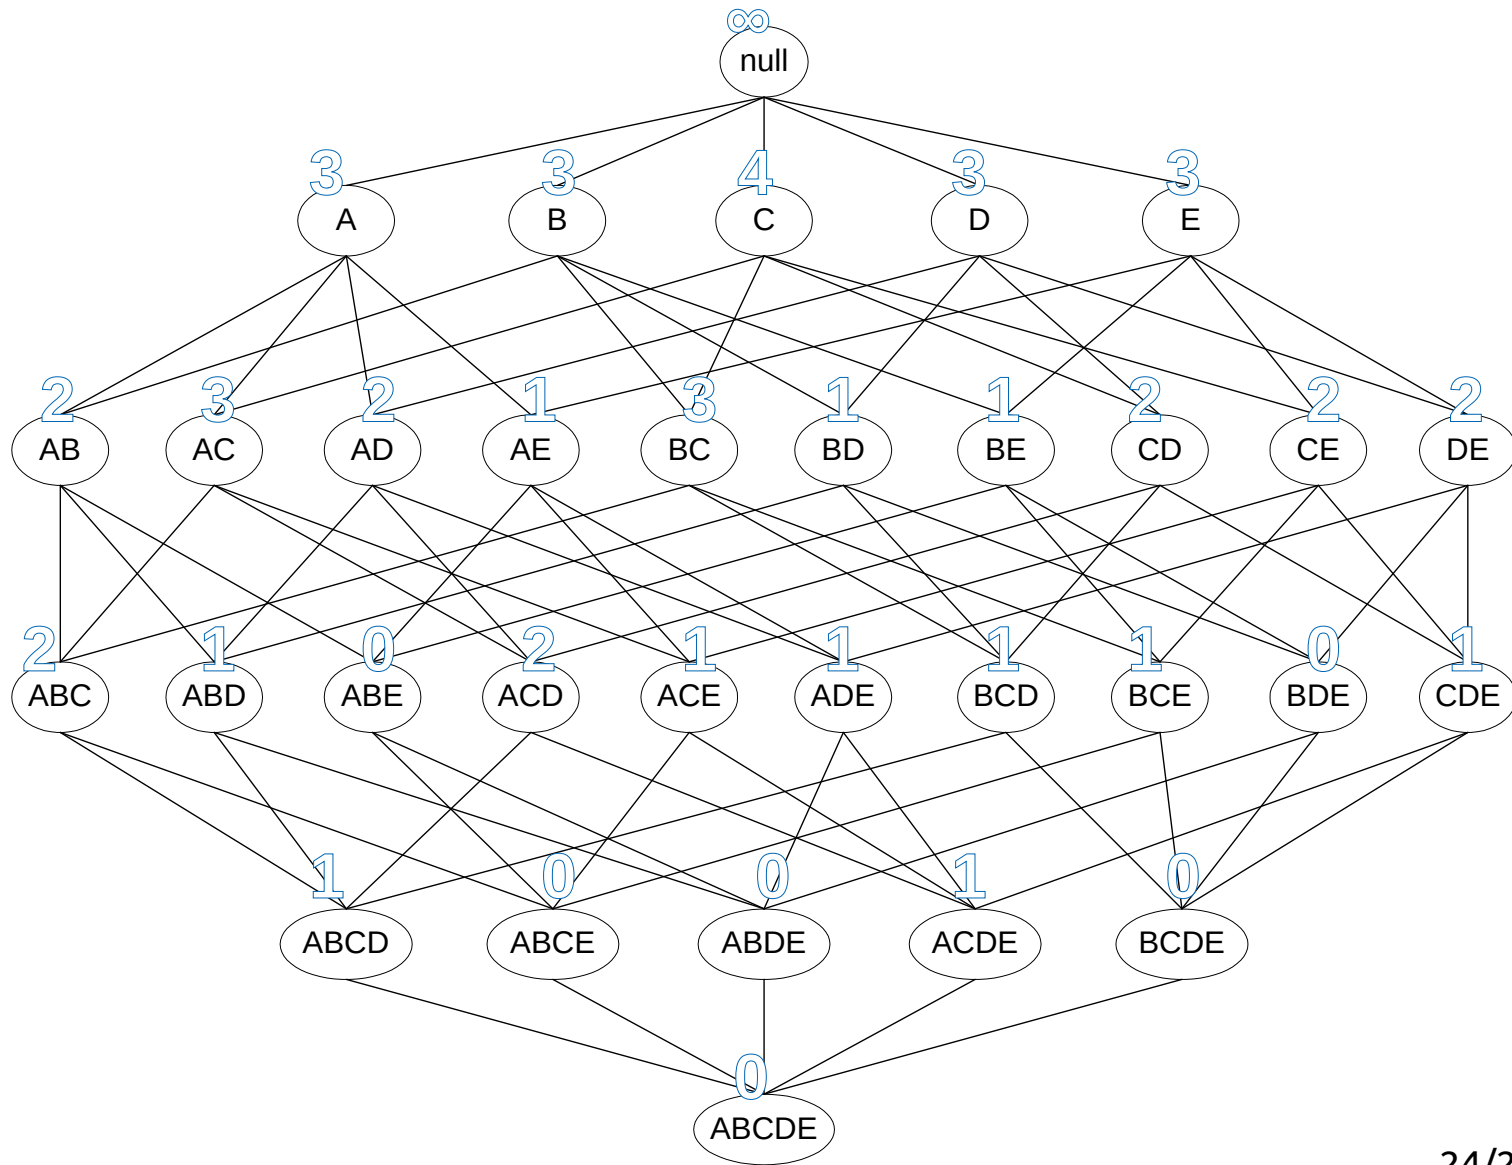 ∞
null
3 3 4 3 3
A B C D E
2 3 2 1 3 1 1 2 2 2
AB AC AD AE BC BD BE CD CE DE
2 1 0 2 1 1 1 1 0 1
ABC ABD ABE ACD ACE ADE BCD BCE BDE CDE
1 0 0 1 0
ABCD ABCE ABDE ACDE BCDE
0
ABCDE